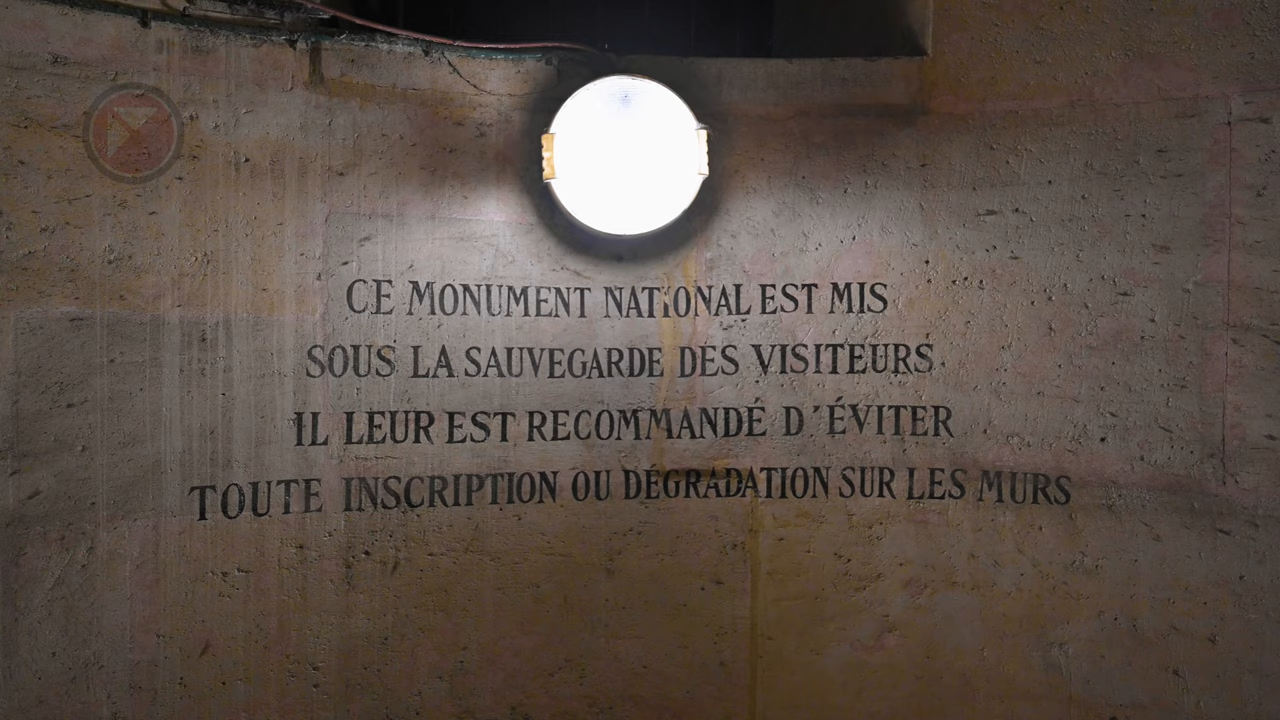 CE MONUMENT NATIONAL EST MIS
SOUS LA SAUVEGARDE DES VISITEURS
IL LEUR EST RECOMMANDÉ D'ÉVITER
TOUTE INSCRIPTION OU DÉGRADATION SUR LES MURS